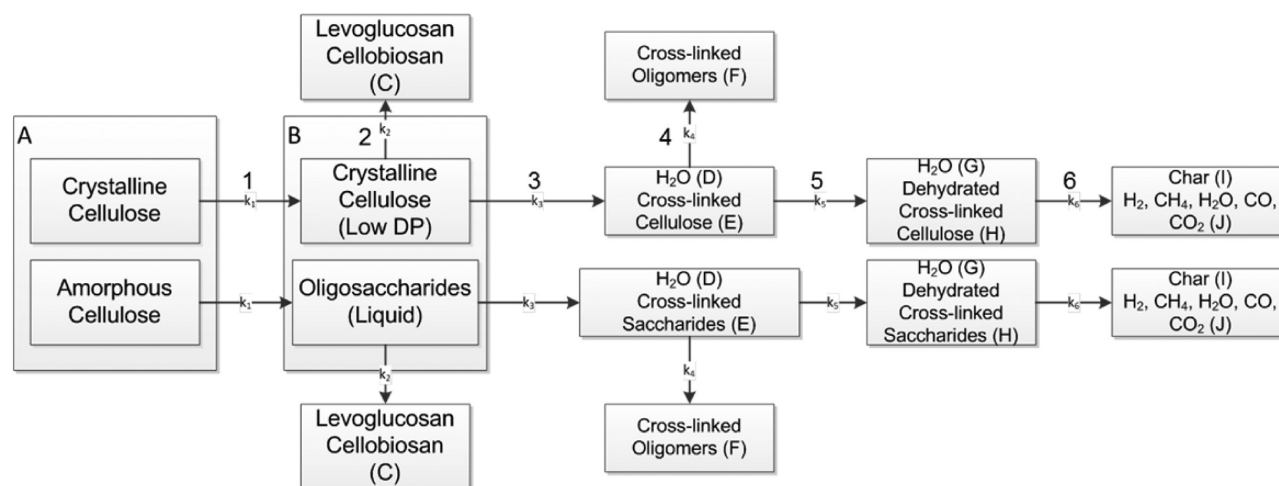 Levoglucosan
Cellobiosan
(C)
Cross-linked
Oligomers (F)
A
B
2
k₂
4
k₄
Crystalline
Cellulose
1
k₁
Crystalline
Cellulose
(Low DP)
3
k₃
H₂O (D)
Cross-linked
Cellulose (E)
5
k₅
H₂O (G)
Dehydrated
Cross-linked
Cellulose (H)
6
k₆
Char (I)
H₂, CH₄, H₂O, CO,
CO₂ (J)
Amorphous
Cellulose
k₁
Oligosaccharides
(Liquid)
k₃
H₂O (D)
Cross-linked
Saccharides (E)
k₅
H₂O (G)
Dehydrated
Cross-linked
Saccharides (H)
k₆
Char (I)
H₂, CH₄, H₂O, CO,
CO₂ (J)
k₂
k₄
Levoglucosan
Cellobiosan
(C)
Cross-linked
Oligomers (F)